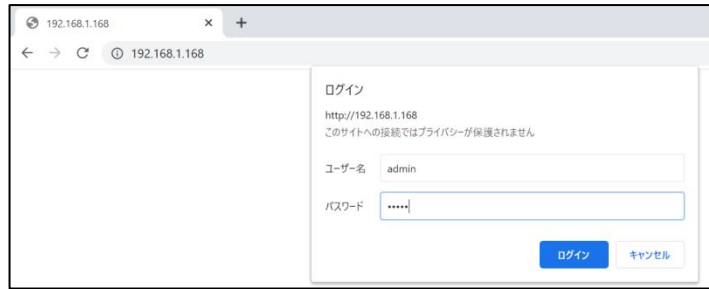 192.168.1.168
192.168.1.168
ログイン
http://192.168.1.168
このサイトへの接続ではプライバシーが保護されません
ユーザー名 admin
パスワード •••••
ログイン キャンセル